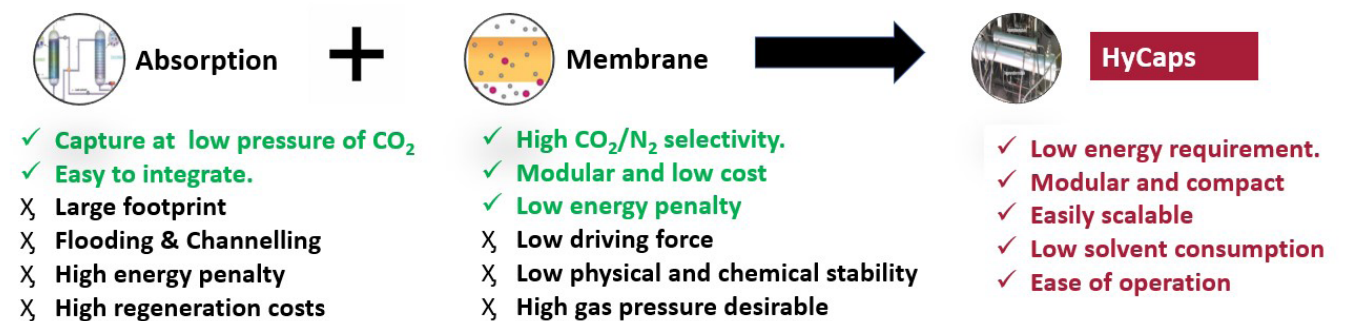 Absorption
+
Membrane
HyCaps
✓ Capture at low pressure of CO₂
✓ Easy to integrate.
Ҳ Large footprint
Ҳ Flooding & Channelling
Ҳ High energy penalty
Ҳ High regeneration costs
✓ High CO₂/N₂ selectivity.
✓ Modular and low cost
✓ Low energy penalty
Ҳ Low driving force
Ҳ Low physical and chemical stability
Ҳ High gas pressure desirable
✓ Low energy requirement.
✓ Modular and compact
✓ Easily scalable
✓ Low solvent consumption
✓ Ease of operation